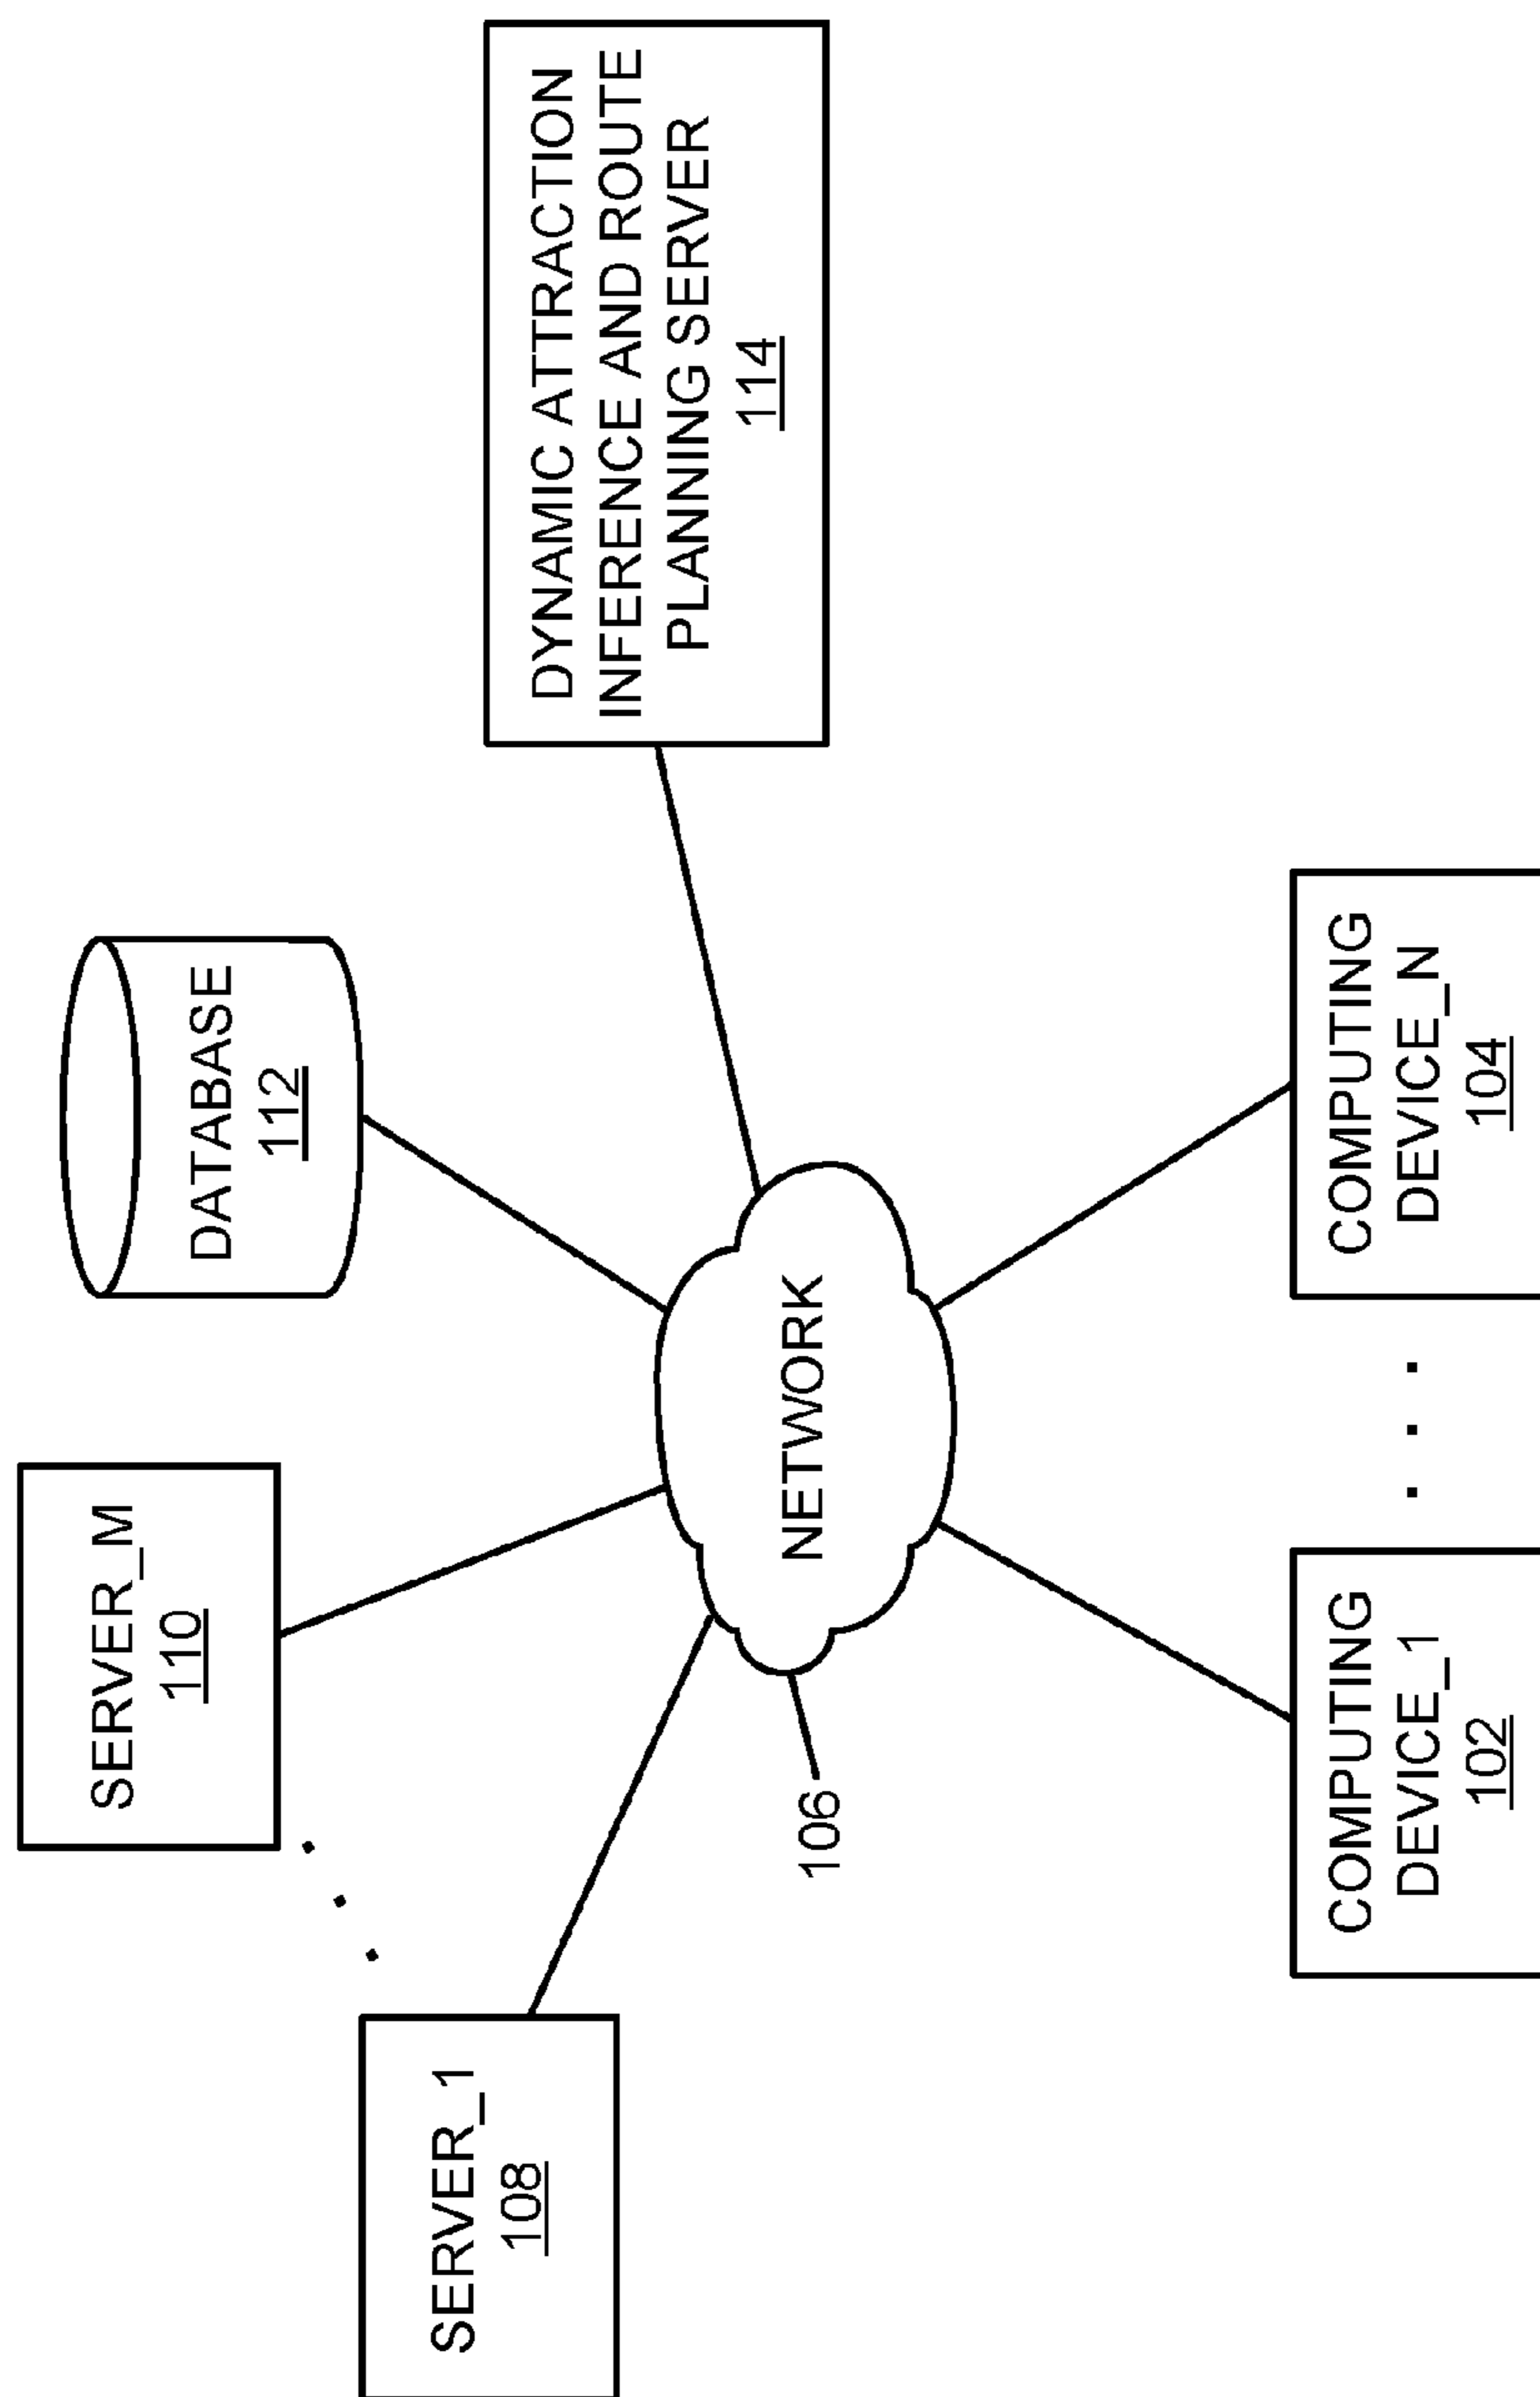 SERVER_M
110
DATABASE
112
SERVER_1
108
DYNAMIC ATTRACTION
INFERENCE AND ROUTE
PLANNING SERVER
114
NETWORK
106
COMPUTING
DEVICE_1
102
COMPUTING
DEVICE_N
104